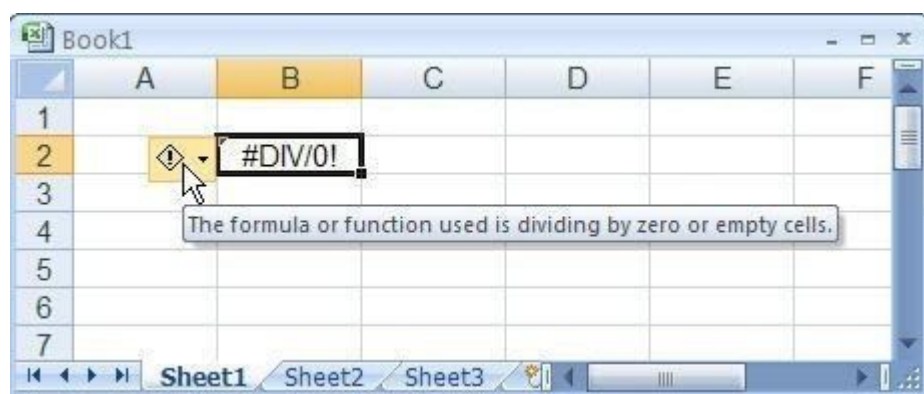 Book1
A B C D E F
1
2 #DIV/0!
3
The formula or function used is dividing by zero or empty cells.
4
5
6
7
Sheet1 Sheet2 Sheet3